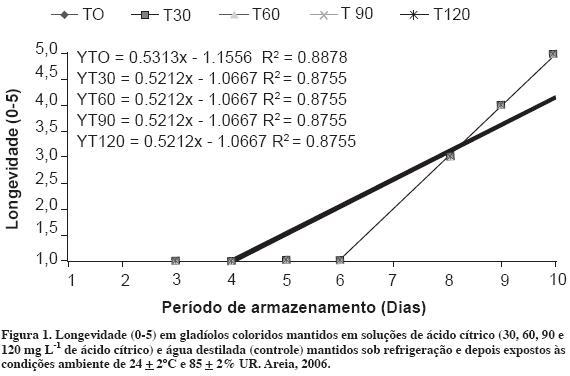 TO T30 T60 T 90 T120
5,0
4,5
4,0
3,5
3,0
2,5
2,0
1,5
1,0
Longevidade (0-5)
YTO = 0.5313x - 1.1556 R² = 0.8878
YT30 = 0.5212x - 1.0667 R² = 0.8755
YT60 = 0.5212x - 1.0667 R² = 0.8755
YT90 = 0.5212x - 1.0667 R² = 0.8755
YT120 = 0.5212x - 1.0667 R² = 0.8755
1 2 3 4 5 6 7 8 9 10
Período de armazenamento (Dias)
Figura 1. Longevidade (0-5) em gladíolos coloridos mantidos em soluções de ácido cítrico (30, 60, 90 e
120 mg L⁻¹ de ácido cítrico) e água destilada (controle) mantidos sob refrigeração e depois expostos às
condições ambiente de 24 ± 2ºC e 85 ± 2% UR. Areia, 2006.